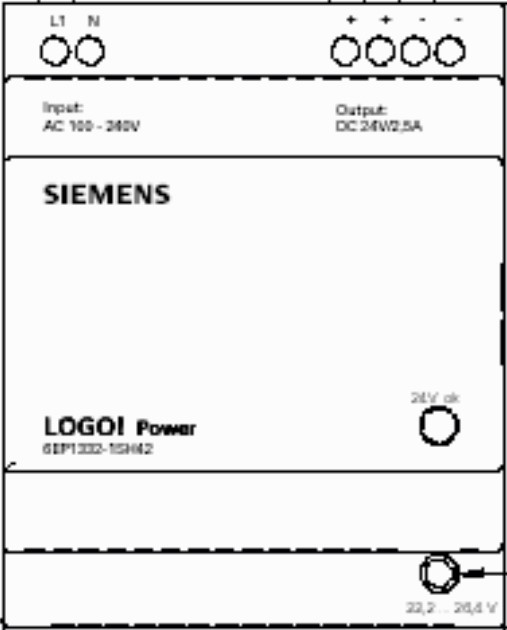 L1 N + + - -
Input: Output:
AC 100 - 240V DC 24V/2,5A
SIEMENS
24V ok
LOGO! Power
6EP1332-1SH42
22,2 ... 26,4 V